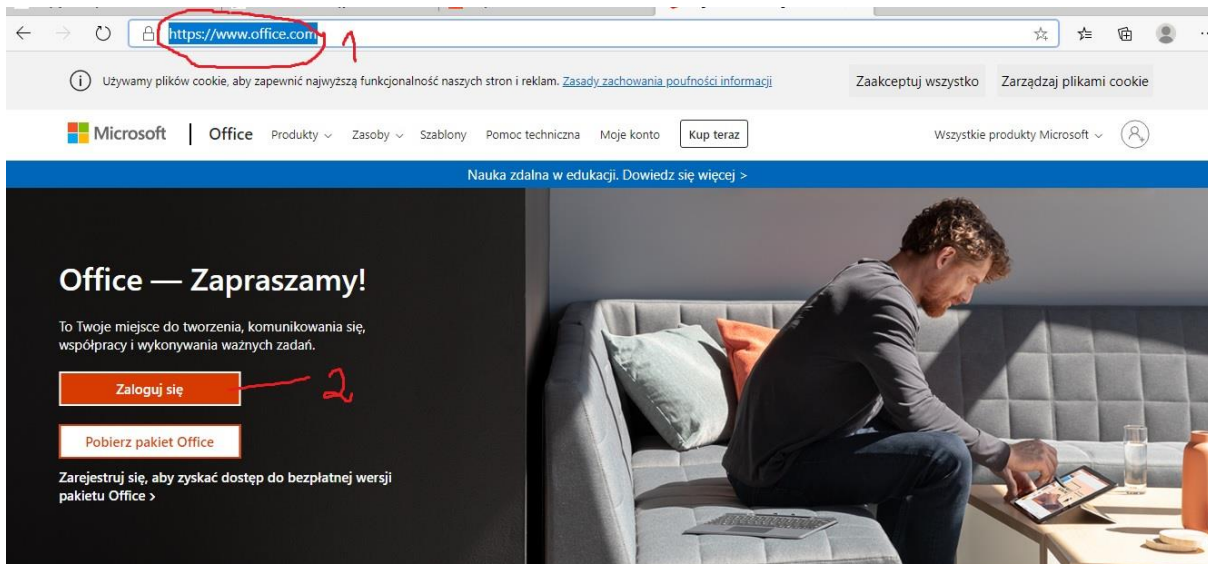 https://www.office.com
1
Używamy plików cookie, aby zapewnić najwyższą funkcjonalność naszych stron i reklam. Zasady zachowania poufności informacji
Zaakceptuj wszystko
Zarządzaj plikami cookie
Microsoft
Office
Produkty
Zasoby
Szablony
Pomoc techniczna
Moje konto
Kup teraz
Wszystkie produkty Microsoft
Nauka zdalna w edukacji. Dowiedz się więcej >
Office — Zapraszamy!
To Twoje miejsce do tworzenia, komunikowania się,
współpracy i wykonywania ważnych zadań.
Zaloguj się
2
Pobierz pakiet Office
Zarejestruj się, aby zyskać dostęp do bezpłatnej wersji
pakietu Office >